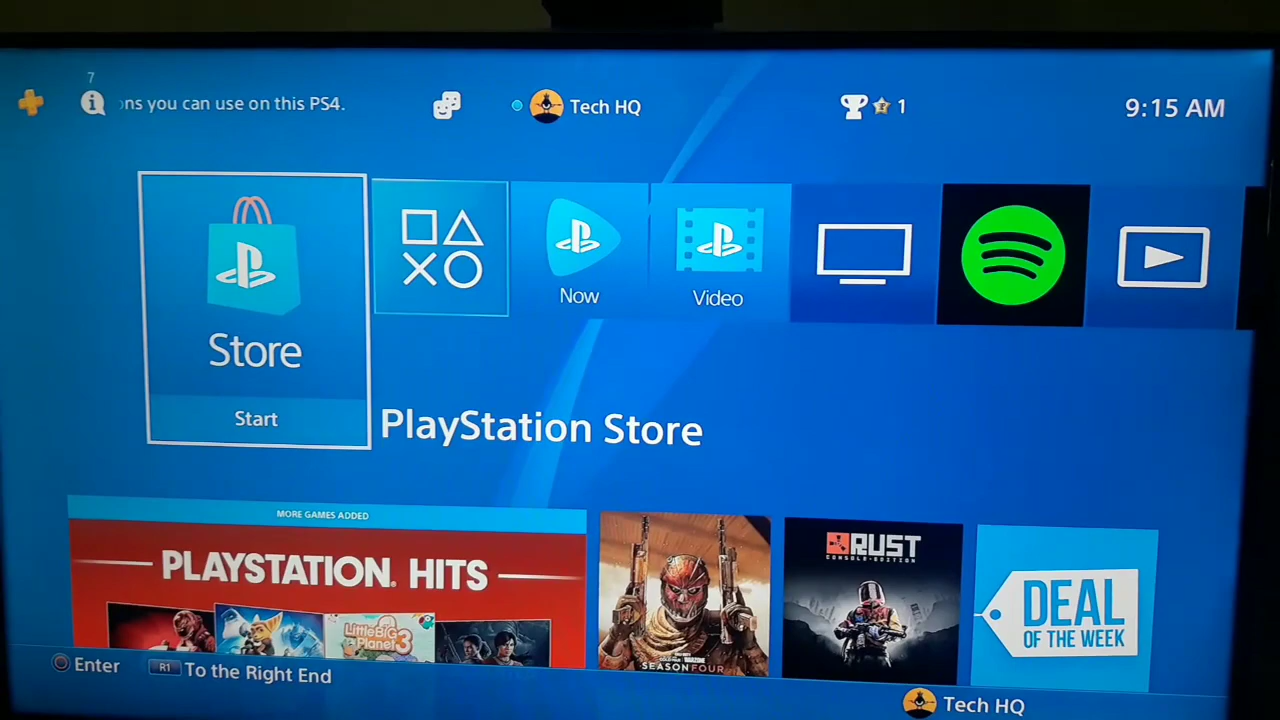 7
ons you can use on this PS4.
Tech HQ
1
9:15 AM
Store
Start
Now
Video
PlayStation Store
MORE GAMES ADDED
PLAYSTATION HITS
LittleBIG Planet 3
SEASON FOUR
RUST
CONSOLE EDITION
DEAL
OF THE WEEK
Enter
R1 To the Right End
Tech HQ